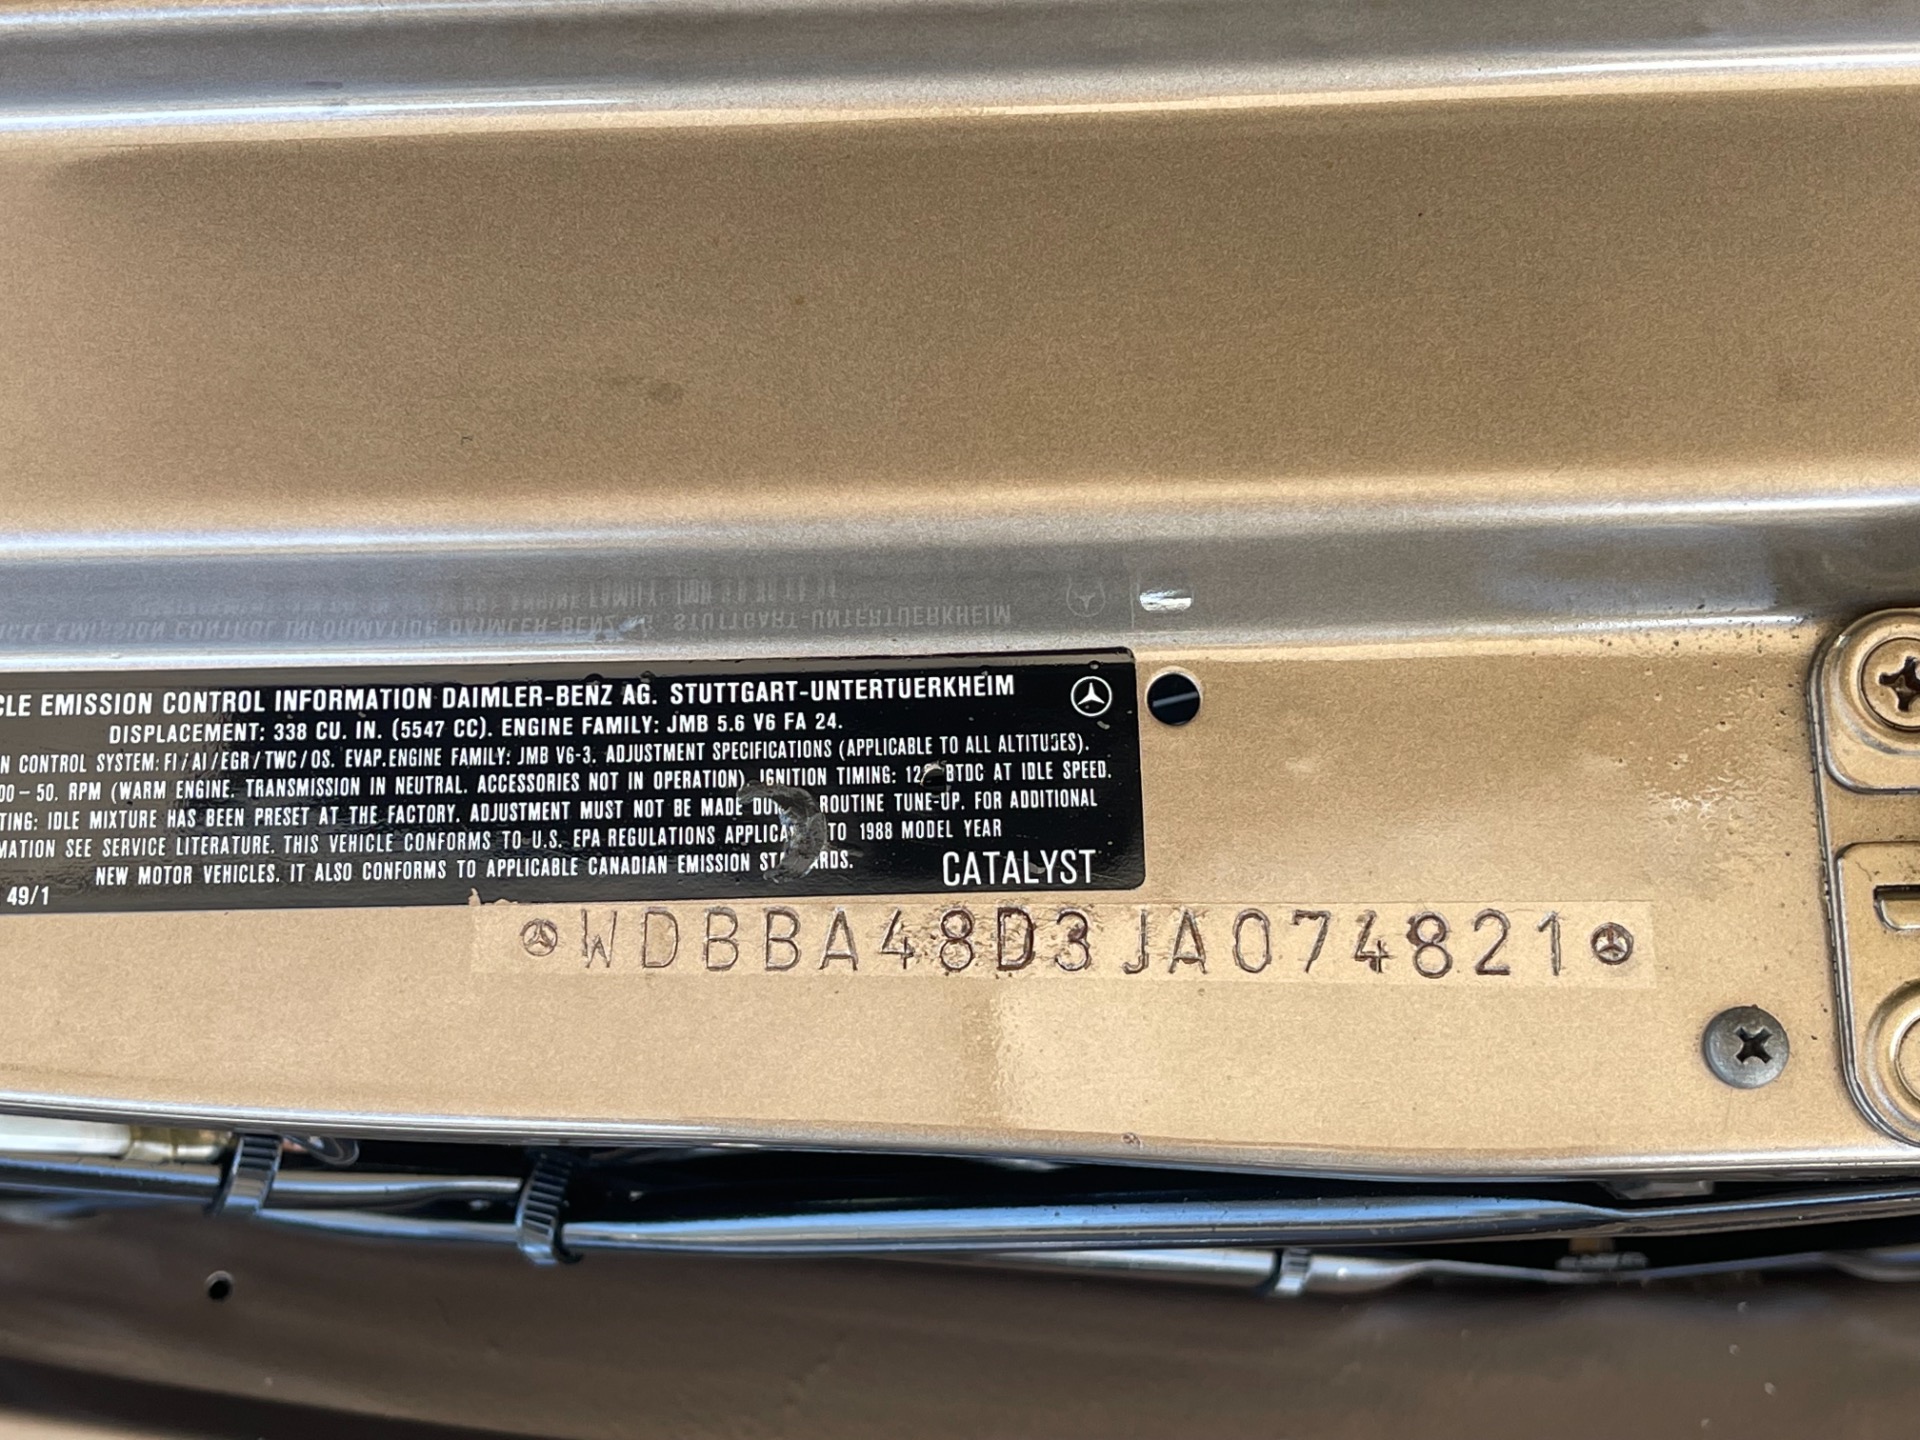 CLE EMISSION CONTROL INFORMATION DAIMLER-BENZ AG. STUTTGART-UNTERTUERKHEIM
DISPLACEMENT: 338 CU. IN. (5547 CC). ENGINE FAMILY: JMB 5.6 V6 FA 24.
N CONTROL SYSTEM: FI/AI/EGR/TWC/OS. EVAP.ENGINE FAMILY: JMB V6-3. ADJUSTMENT SPECIFICATIONS (APPLICABLE TO ALL ALTITUDES).
00-50. RPM (WARM ENGINE. TRANSMISSION IN NEUTRAL. ACCESSORIES NOT IN OPERATION) IGNITION TIMING: 12 BTDC AT IDLE SPEED.
TING: IDLE MIXTURE HAS BEEN PRESET AT THE FACTORY. ADJUSTMENT MUST NOT BE MADE ROUTINE TUNE-UP. FOR ADDITIONAL
MATION SEE SERVICE LITERATURE. THIS VEHICLE CONFORMS TO U.S. EPA REGULATIONS TO 1988 MODEL YEAR
NEW MOTOR VEHICLES. IT ALSO CONFORMS TO APPLICABLE CANADIAN EMISSION
CATALYST
49/1
WDBBA48D3JA074821